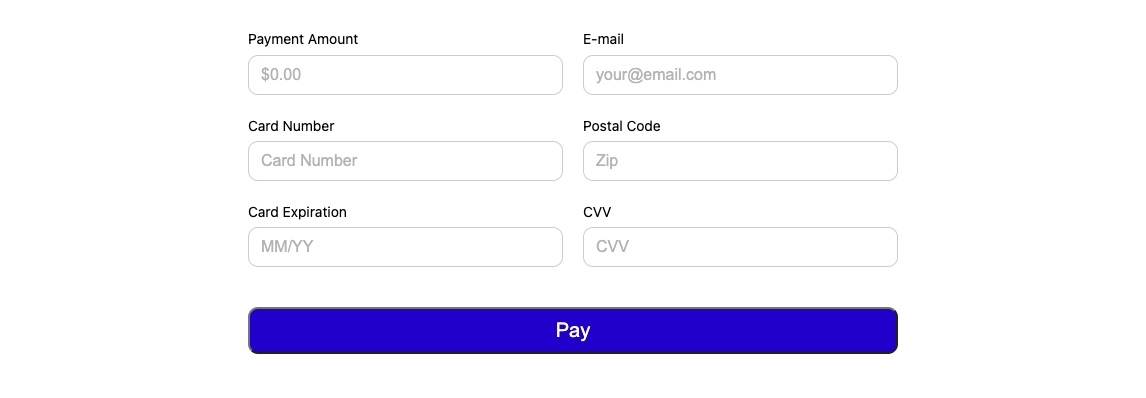 Payment Amount
E-mail
$0.00
your@email.com
Card Number
Postal Code
Card Number
Zip
Card Expiration
CVV
MM/YY
CVV
Pay